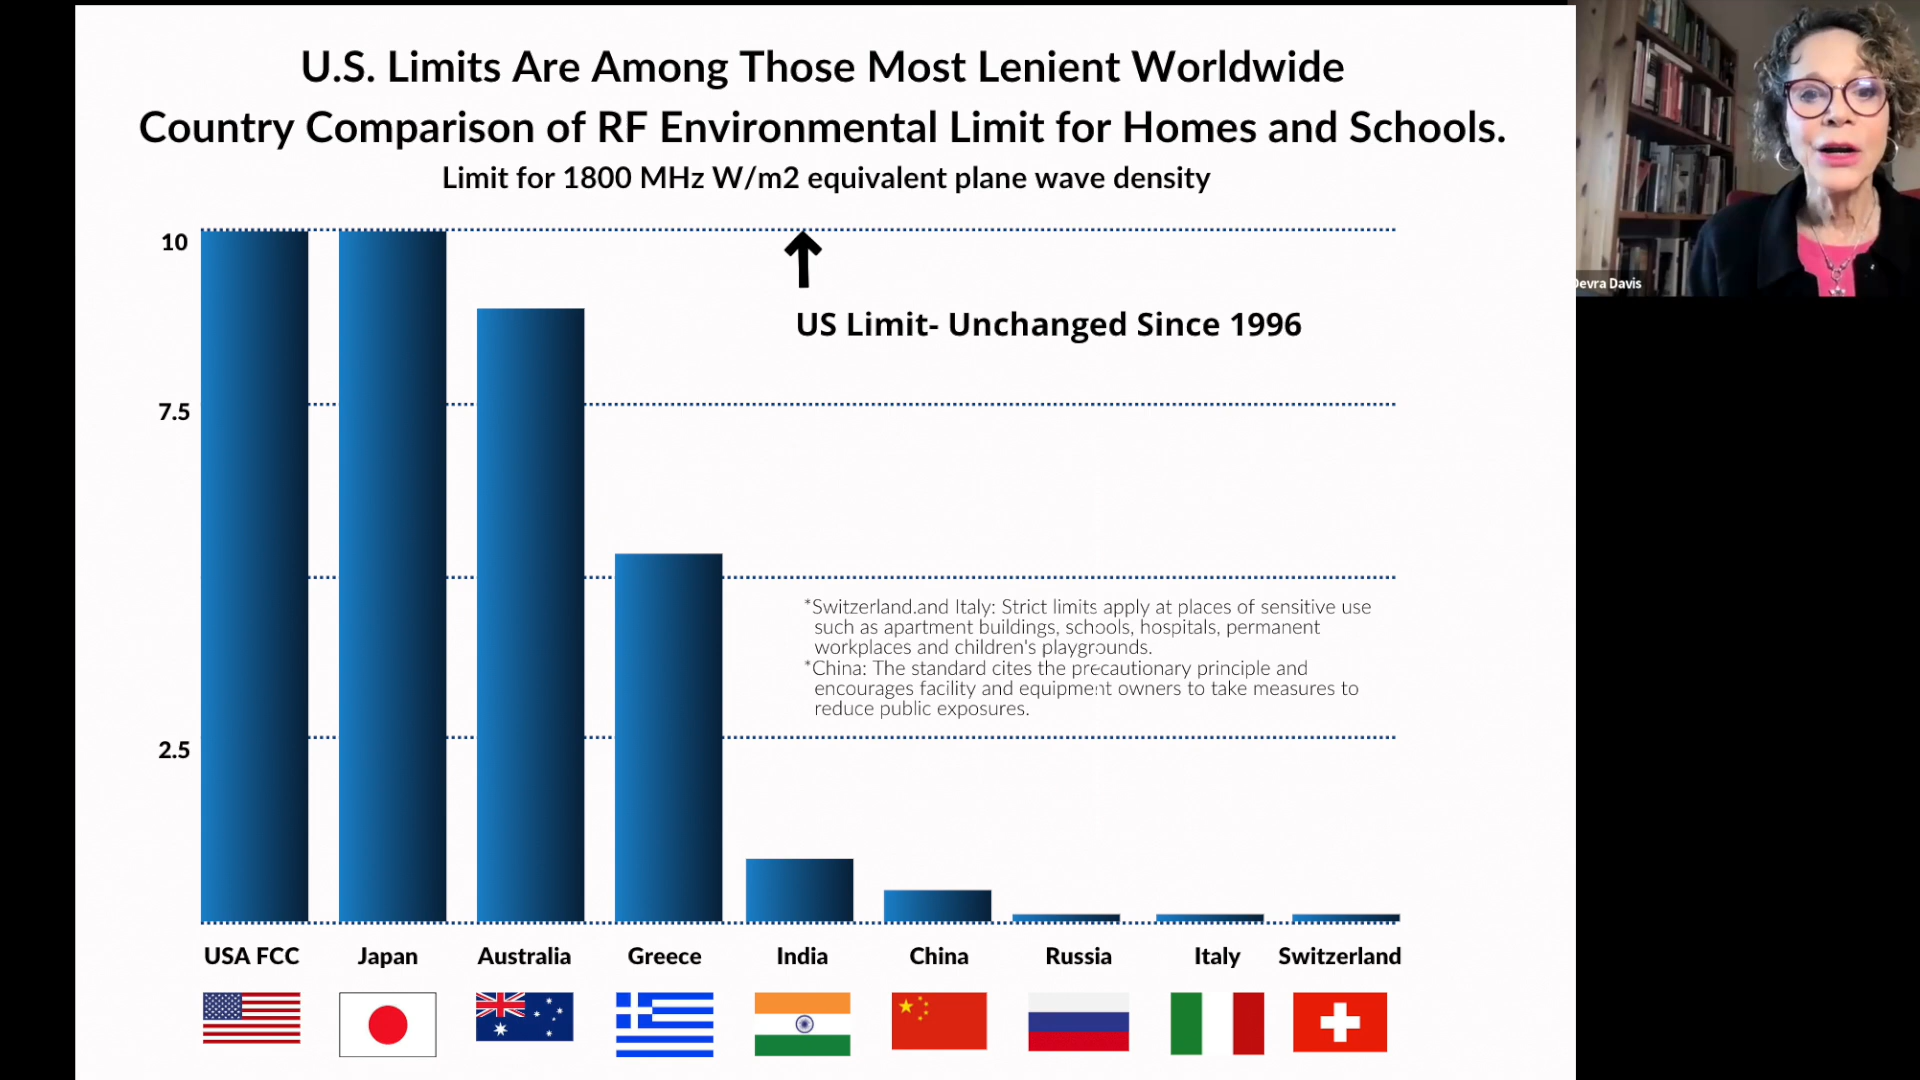 U.S. Limits Are Among Those Most Lenient Worldwide
Country Comparison of RF Environmental Limit for Homes and Schools.
Limit for 1800 MHz W/m2 equivalent plane wave density
10
US Limit- Unchanged Since 1996
7.5
*Switzerland.and Italy: Strict limits apply at places of sensitive use
such as apartment buildings, schools, hospitals, permanent
workplaces and children's playgrounds.
*China: The standard cites the precautionary principle and
encourages facility and equipment owners to take measures to
reduce public exposures.
2.5
USA FCC Japan Australia Greece India China Russia Italy Switzerland
Devra Davis